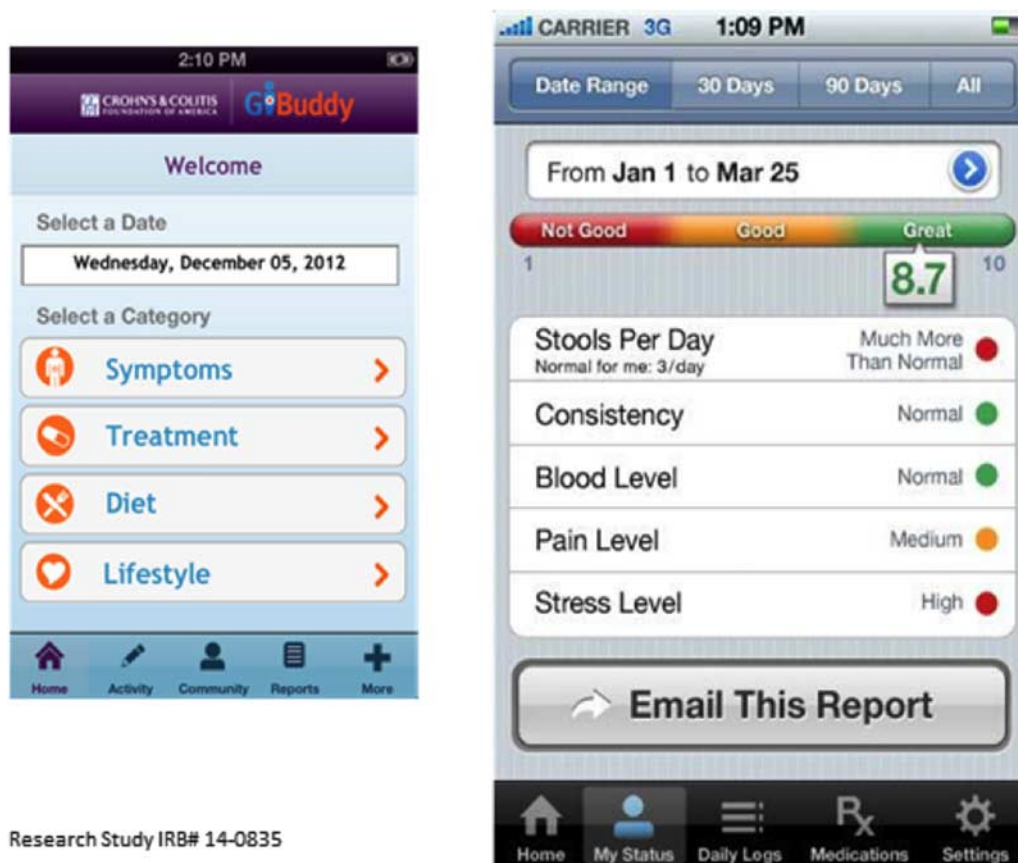 2:10 PM
CROHN'S & COLITIS
FOUNDATION OF AMERICA
GiBuddy
Welcome
Select a Date
Wednesday, December 05, 2012
Select a Category
Symptoms
Treatment
Diet
Lifestyle
Home Activity Community Reports More
Research Study IRB# 14-0835
CARRIER 3G 1:09 PM
Date Range 30 Days 90 Days All
From Jan 1 to Mar 25
Not Good Good Great
1 8.7 10
Stools Per Day
Normal for me: 3/day
Much More
Than Normal
Consistency Normal
Blood Level Normal
Pain Level Medium
Stress Level High
Email This Report
Rx
Home My Status Daily Logs Medications Settings